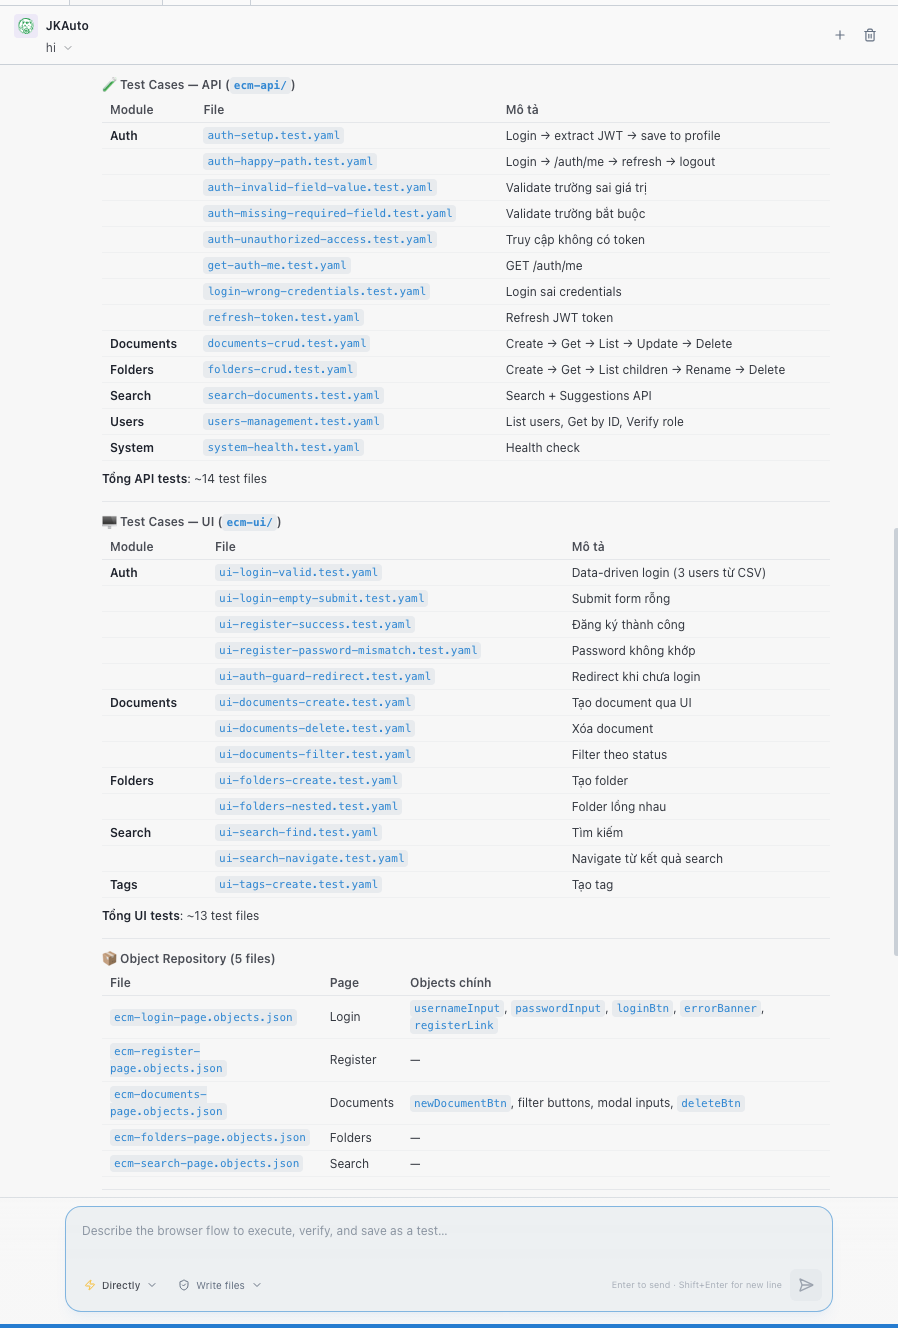 JKAuto
hi
Test Cases — API ( ecm-api/ )
Module File Mô tả
Auth auth-setup.test.yaml Login → extract JWT → save to profile
auth-happy-path.test.yaml Login → /auth/me → refresh → logout
auth-invalid-field-value.test.yaml Validate trường sai giá trị
auth-missing-required-field.test.yaml Validate trường bắt buộc
auth-unauthorized-access.test.yaml Truy cập không có token
get-auth-me.test.yaml GET /auth/me
login-wrong-credentials.test.yaml Login sai credentials
refresh-token.test.yaml Refresh JWT token
Documents documents-crud.test.yaml Create → Get → List → Update → Delete
Folders folders-crud.test.yaml Create → Get → List children → Rename → Delete
Search search-documents.test.yaml Search + Suggestions API
Users users-management.test.yaml List users, Get by ID, Verify role
System system-health.test.yaml Health check
Tổng API tests: ~14 test files
Test Cases — UI ( ecm-ui/ )
Module File Mô tả
Auth ui-login-valid.test.yaml Data-driven login (3 users từ CSV)
ui-login-empty-submit.test.yaml Submit form rỗng
ui-register-success.test.yaml Đăng ký thành công
ui-register-password-mismatch.test.yaml Password không khớp
ui-auth-guard-redirect.test.yaml Redirect khi chưa login
Documents ui-documents-create.test.yaml Tạo document qua UI
ui-documents-delete.test.yaml Xóa document
ui-documents-filter.test.yaml Filter theo status
Folders ui-folders-create.test.yaml Tạo folder
ui-folders-nested.test.yaml Folder lồng nhau
Search ui-search-find.test.yaml Tìm kiếm
ui-search-navigate.test.yaml Navigate từ kết quả search
Tags ui-tags-create.test.yaml Tạo tag
Tổng UI tests: ~13 test files
Object Repository (5 files)
File Page Objects chính
ecm-login-page.objects.json Login usernameInput , passwordInput , loginBtn , errorBanner ,
registerLink
ecm-register-
page.objects.json Register —
ecm-documents-
page.objects.json Documents newDocumentBtn , filter buttons, modal inputs, deleteBtn
ecm-folders-page.objects.json Folders —
ecm-search-page.objects.json Search —
Describe the browser flow to execute, verify, and save as a test...
Directly Write files Enter to send · Shift+Enter for new line